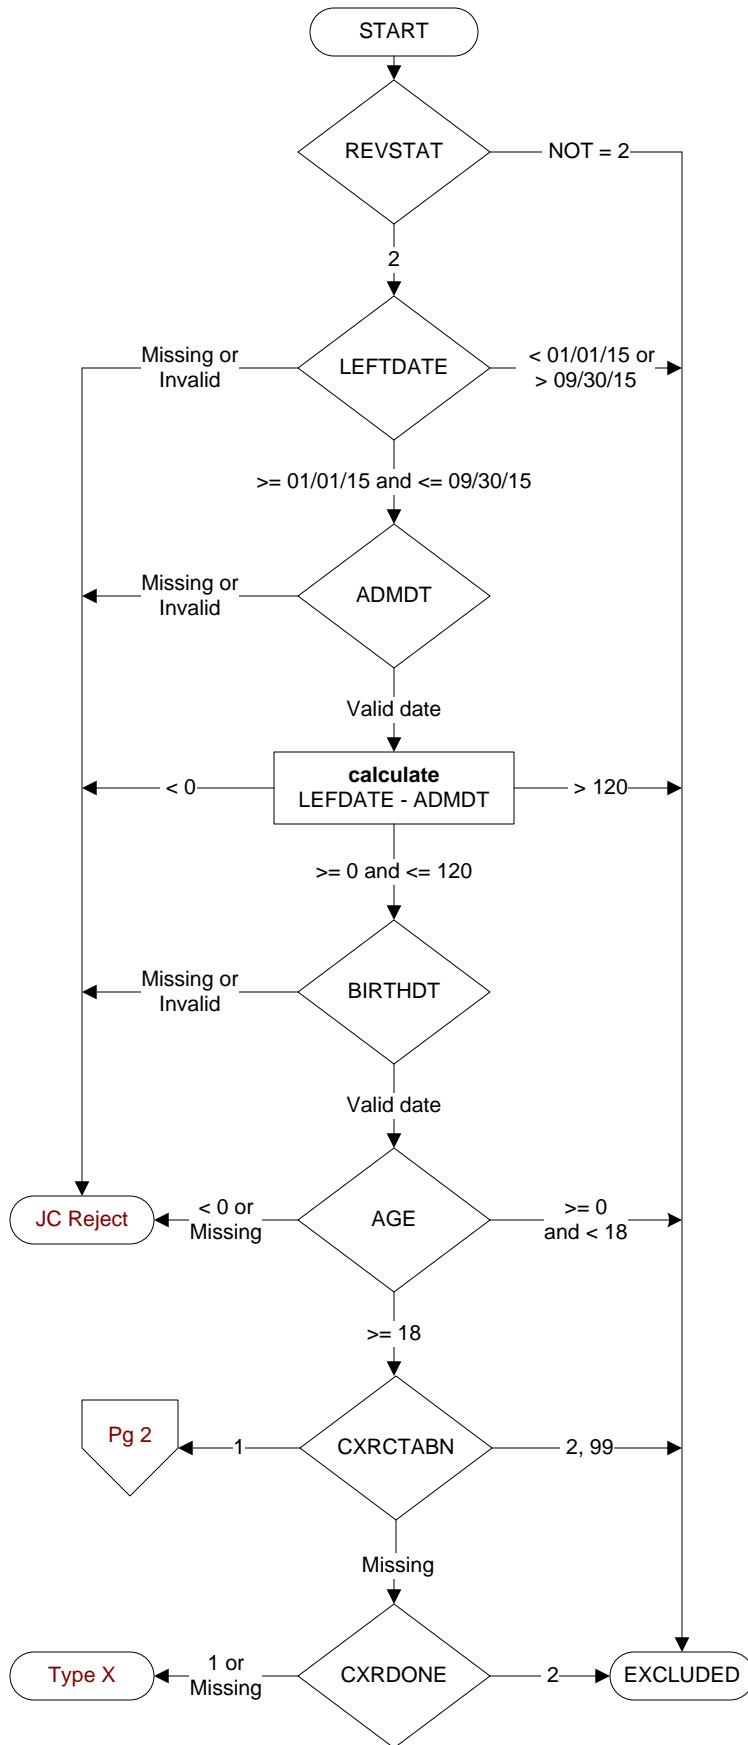 START
REVSTAT
NOT = 2
2
Missing or
Invalid
LEFTDATE
< 01/01/15 or
> 09/30/15
>= 01/01/15 and <= 09/30/15
Missing or
Invalid
ADMDT
Valid date
< 0
calculate
LEFDATE - ADMDT
> 120
>= 0 and <= 120
Missing or
Invalid
BIRTHDT
Valid date
JC Reject
< 0 or
Missing
AGE
>= 0
and < 18
>= 18
Pg 2
1
CXRCTABN
2, 99
Missing
Type X
1 or
Missing
CXRDONE
2
EXCLUDED